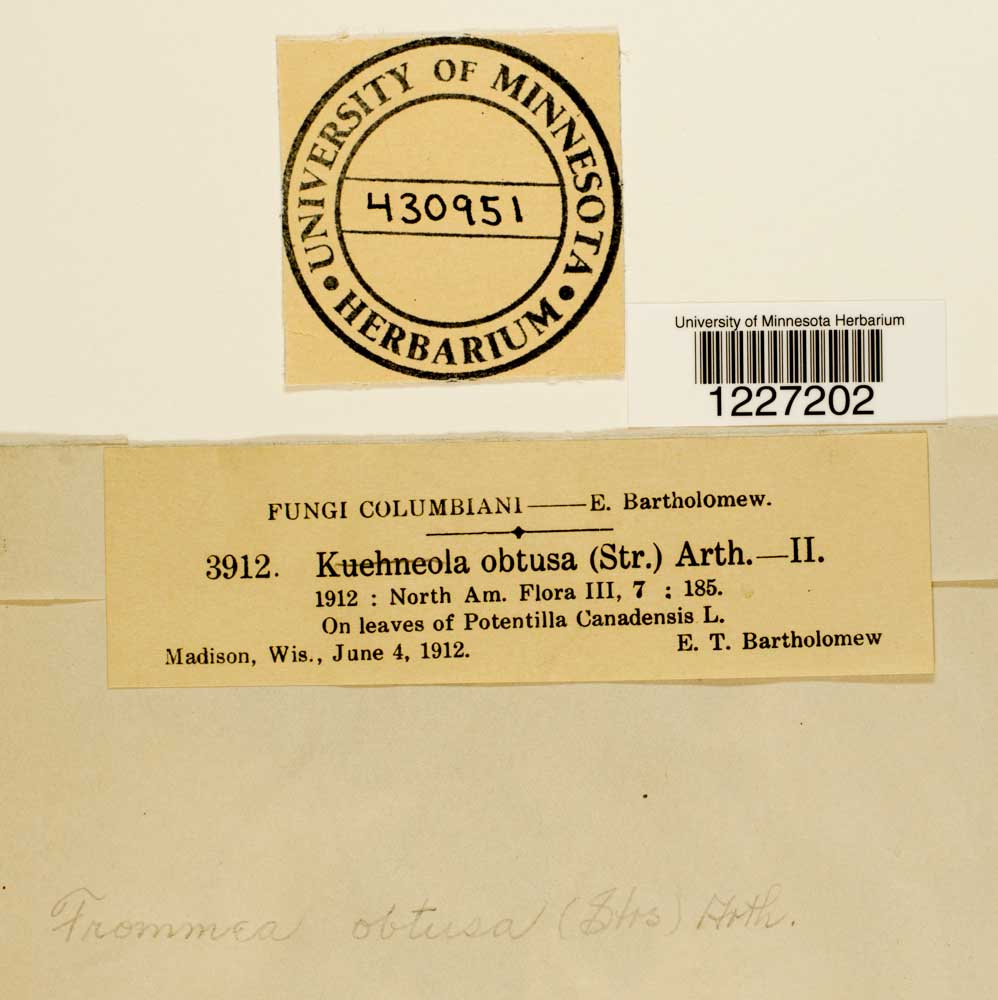 UNIVERSITY OF MINNESOTA
430951
• HERBARIUM •
University of Minnesota Herbarium
1227202
FUNGI COLUMBIANI——E. Bartholomew.
3912. Kuehneola obtusa (Str.) Arth.—II.
1912 : North Am. Flora III, 7 : 185.
On leaves of Potentilla Canadensis L.
Madison, Wis., June 4, 1912. E. T. Bartholomew
Frommea obtusa (Strs) Arth.